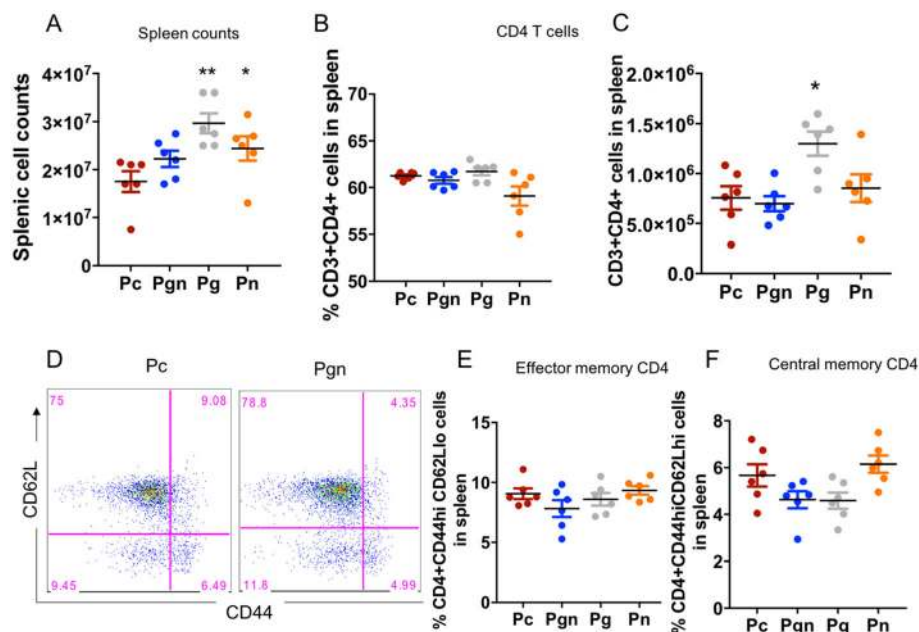 A
Spleen counts
Splenic cell counts
4×10⁷
3×10⁷
2×10⁷
1×10⁷
0
**
*
Pc Pgn Pg Pn
B
CD4 T cells
% CD3+CD4+ cells in spleen
70
65
60
55
50
Pc Pgn Pg Pn
C
CD3+CD4+ cells in spleen
2.0×10⁶
1.5×10⁶
1.0×10⁶
5.0×10⁵
0.0
*
Pc Pgn Pg Pn
D
Pc
Pgn
75
9.08
9.45
6.49
78.8
4.35
11.8
4.99
CD62L
CD44
E
Effector memory CD4
% CD4+CD44hi CD62Llo cells
in spleen
15
10
5
0
Pc Pgn Pg Pn
F
Central memory CD4
% CD4+CD44hiCD62Lhi cells
in spleen
8
6
4
2
0
Pc Pgn Pg Pn